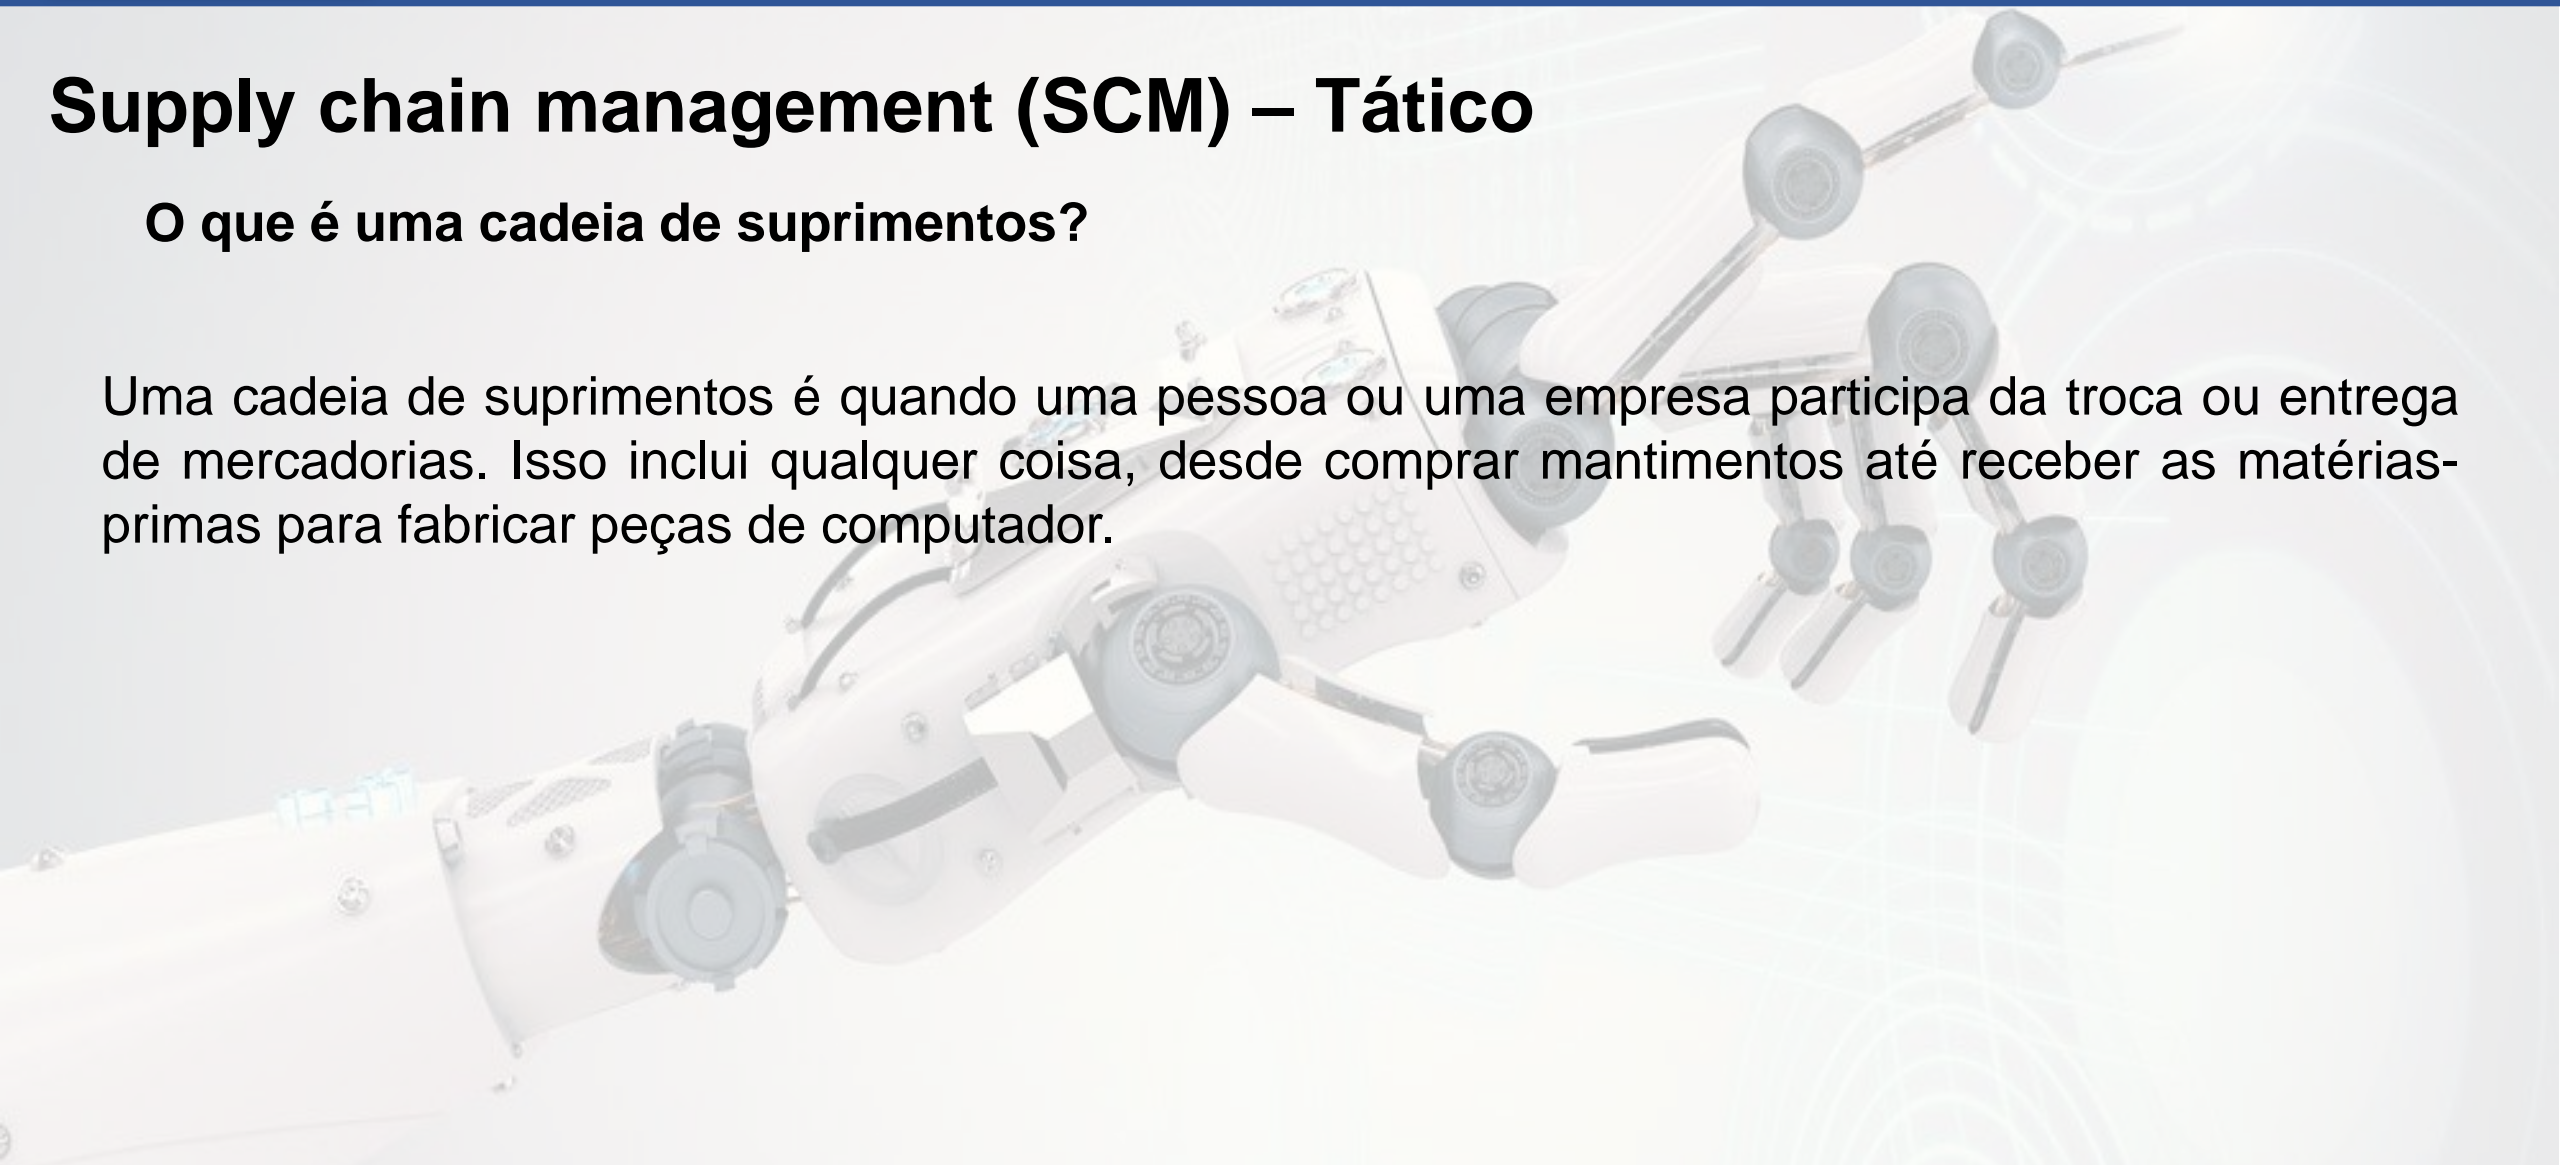 Supply chain management (SCM) – Tático
O que é uma cadeia de suprimentos?
Uma cadeia de suprimentos é quando uma pessoa ou uma empresa participa da troca ou entrega
de mercadorias. Isso inclui qualquer coisa, desde comprar mantimentos até receber as matérias-
primas para fabricar peças de computador.